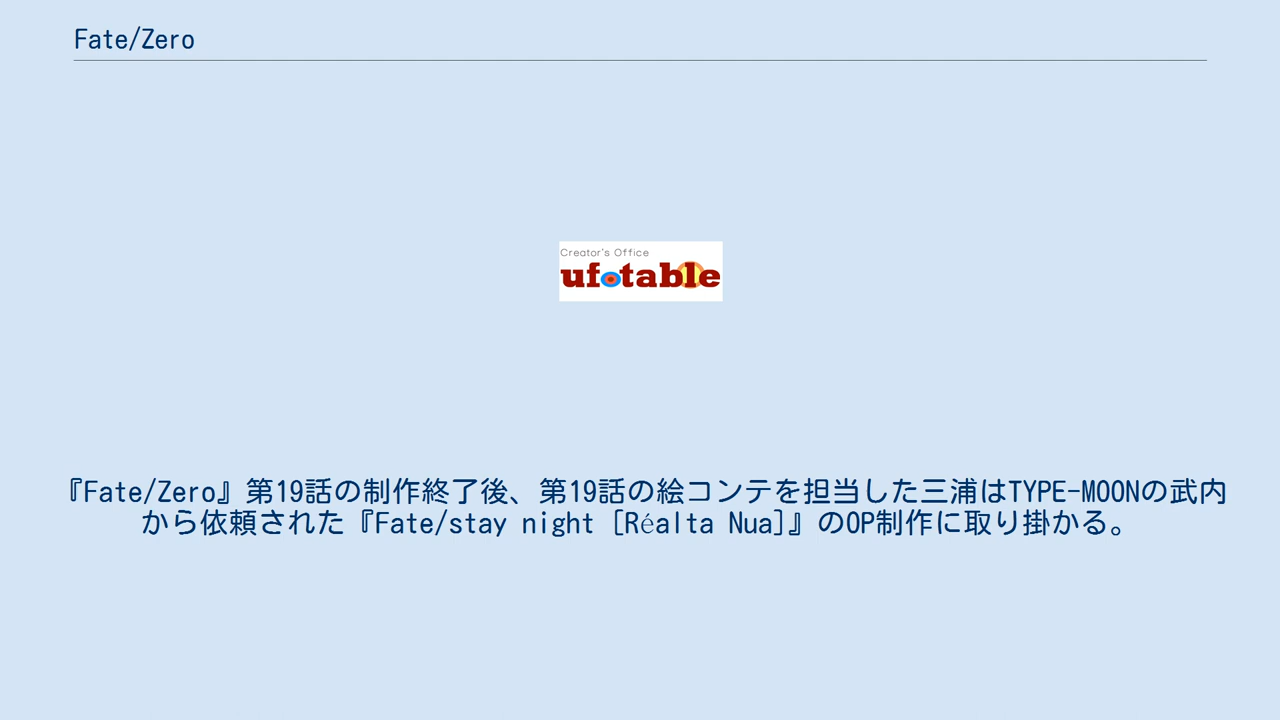 Fate/Zero
Creator's Office
ufotable
『Fate/Zero』第19話の制作終了後、第19話の絵コンテを担当した三浦はTYPE-MOONの武内
から依頼された『Fate/stay night [Réalta Nua]』のOP制作に取り掛かる。